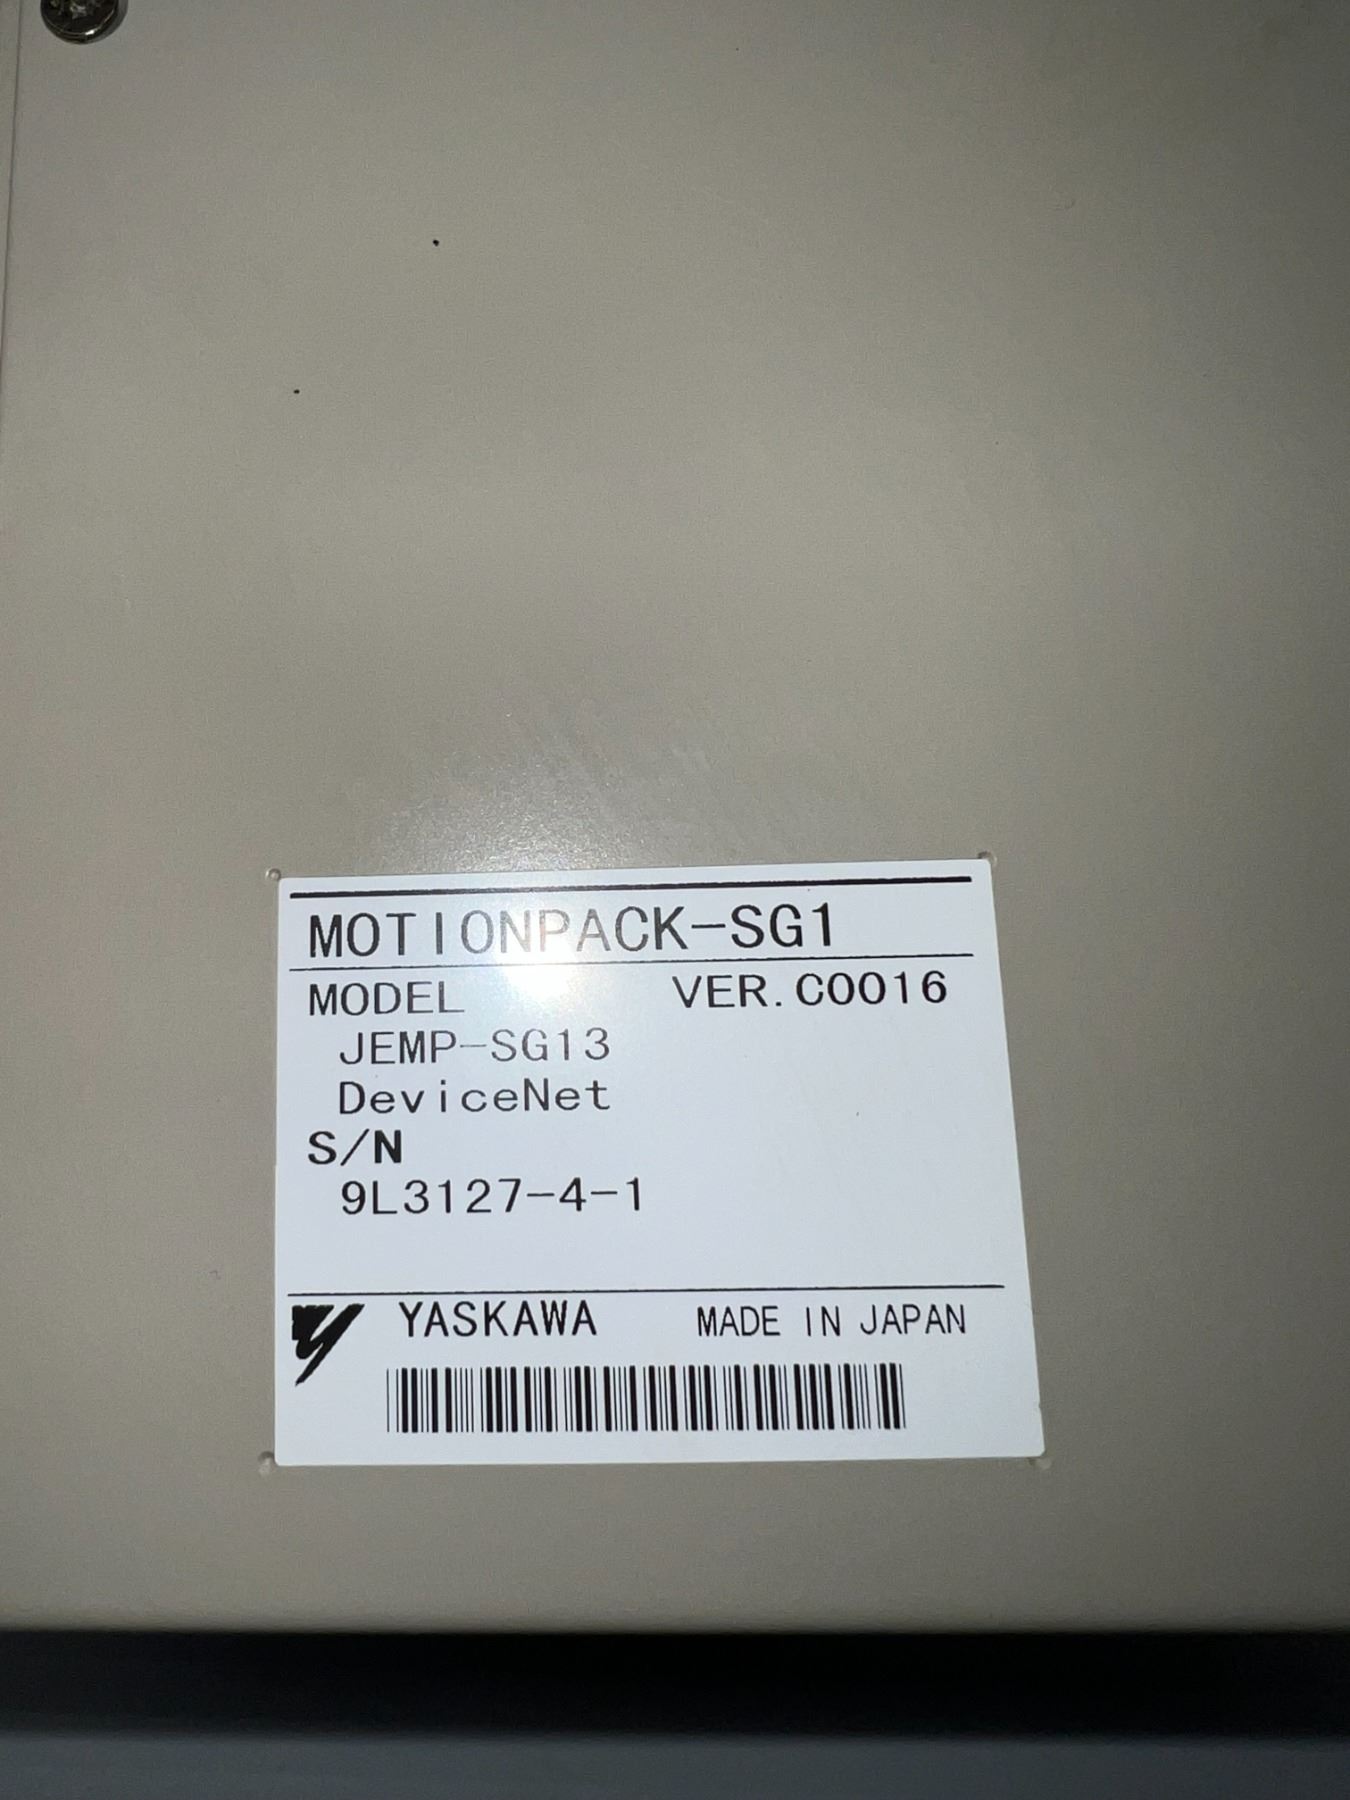 MOTIONPACK-SG1
MODEL VER.C0016
JEMP-SG13
DeviceNet
S/N
9L3127-4-1
YASKAWA MADE IN JAPAN